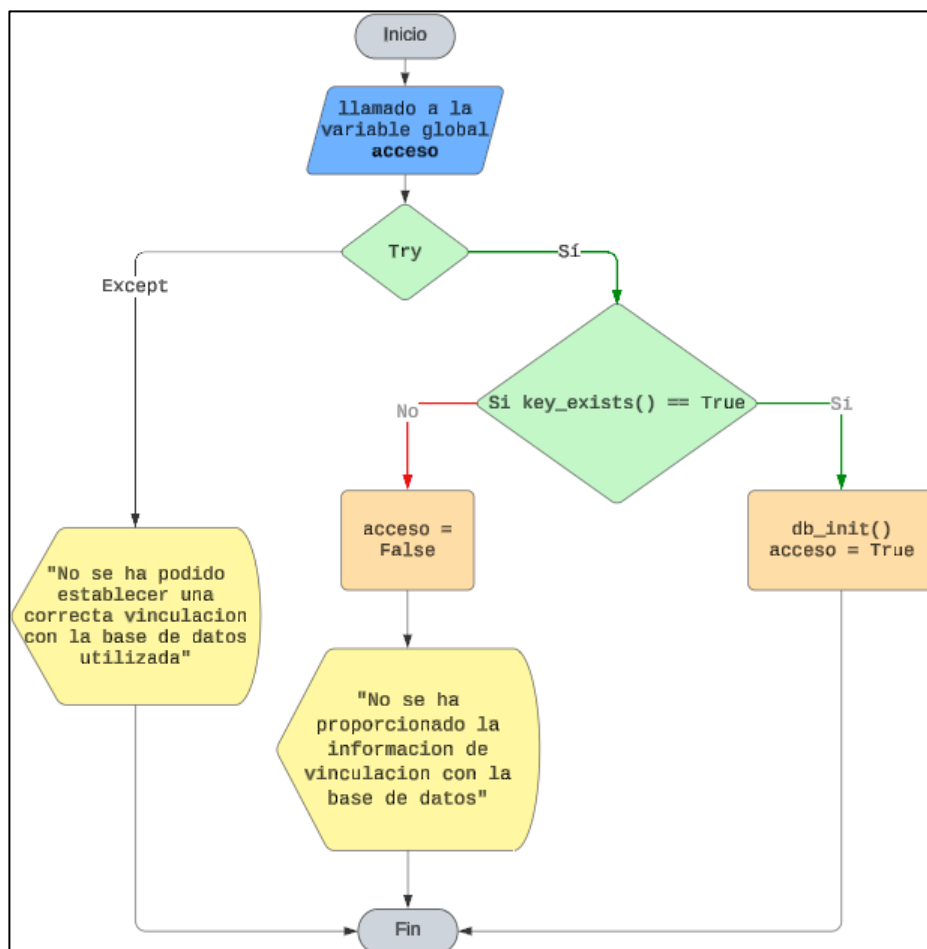 Inicio
llamado a la
variable global
acceso
Try
Sí
Except
Si key_exists() == True
No
Sí
acceso =
False
db_init()
acceso = True
"No se ha podido
establecer una
correcta vinculacion
con la base de datos
utilizada"
"No se ha
proporcionado la
informacion de
vinculacion con la
base de datos"
Fin